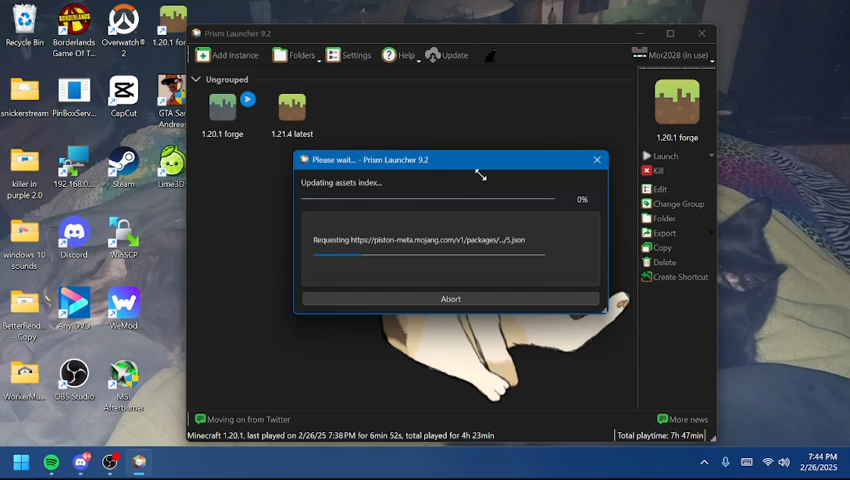 Recycle Bin
Borderlands
Game Of T...
Overwatch®
2
1.20.1 for
snickerstream
PinBoxServ...
CapCut
GTA Sar
Andreas
killer in
purple 2.0
192.168.0...
Steam
Lime3D
windows 10
sounds
Discord
WinSCP
BetterRend...
- Copy
Any DVD
WeMod
WorkerMu...
OBS Studio
MSI
Afterburner
Prism Launcher 9.2
Add Instance
Folders
Settings
Help
Update
Mor2028 (in use)
Ungrouped
1.20.1 forge
1.21.4 latest
Please wait... - Prism Launcher 9.2
Updating assets index...
0%
Requesting https://piston-meta.mojang.com/v1/packages/.../5.json
Abort
1.20.1 forge
Launch
Kill
Edit
Change Group
Folder
Export
Copy
Delete
Create Shortcut
Moving on from Twitter
More news
Minecraft 1.20.1, last played on 2/26/25 7:38 PM for 6min 52s, total played for 4h 23min
Total playtime: 7h 47min
7:44 PM
2/26/2025